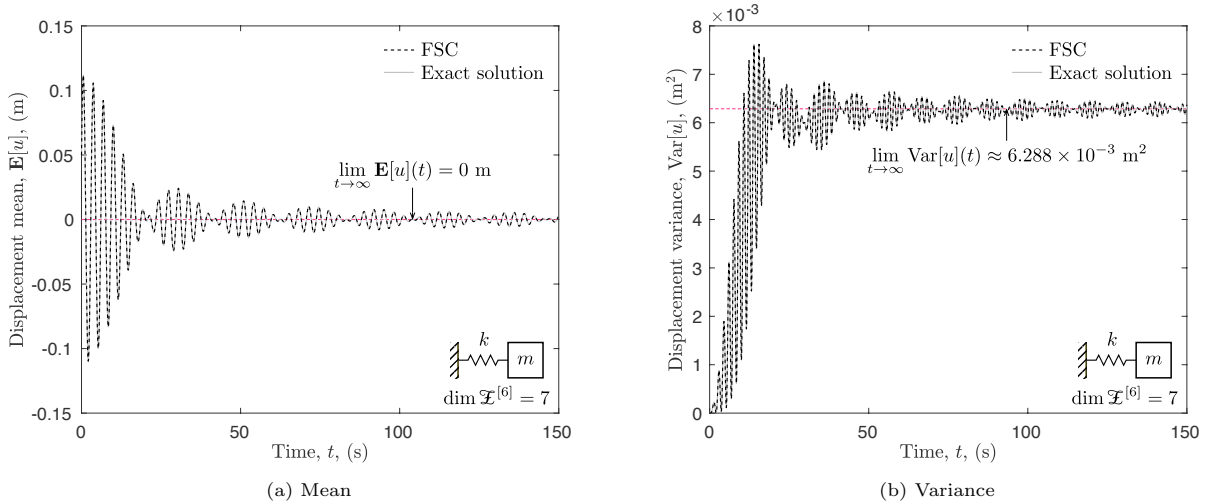 0.15
0.1
0.05
0
-0.05
-0.1
-0.15
Displacement mean, E[u], (m)
FSC
Exact solution
lim E[u](t) = 0 m
t→∞
k
m
dim 𝔛^[6] = 7
0 50 100 150
Time, t, (s)
(a) Mean
×10^-3
8
7
6
5
4
3
2
1
0
Displacement variance, Var[u], (m²)
FSC
Exact solution
lim Var[u](t) ≈ 6.288 × 10^-3 m²
t→∞
k
m
dim 𝔛^[6] = 7
0 50 100 150
Time, t, (s)
(b) Variance